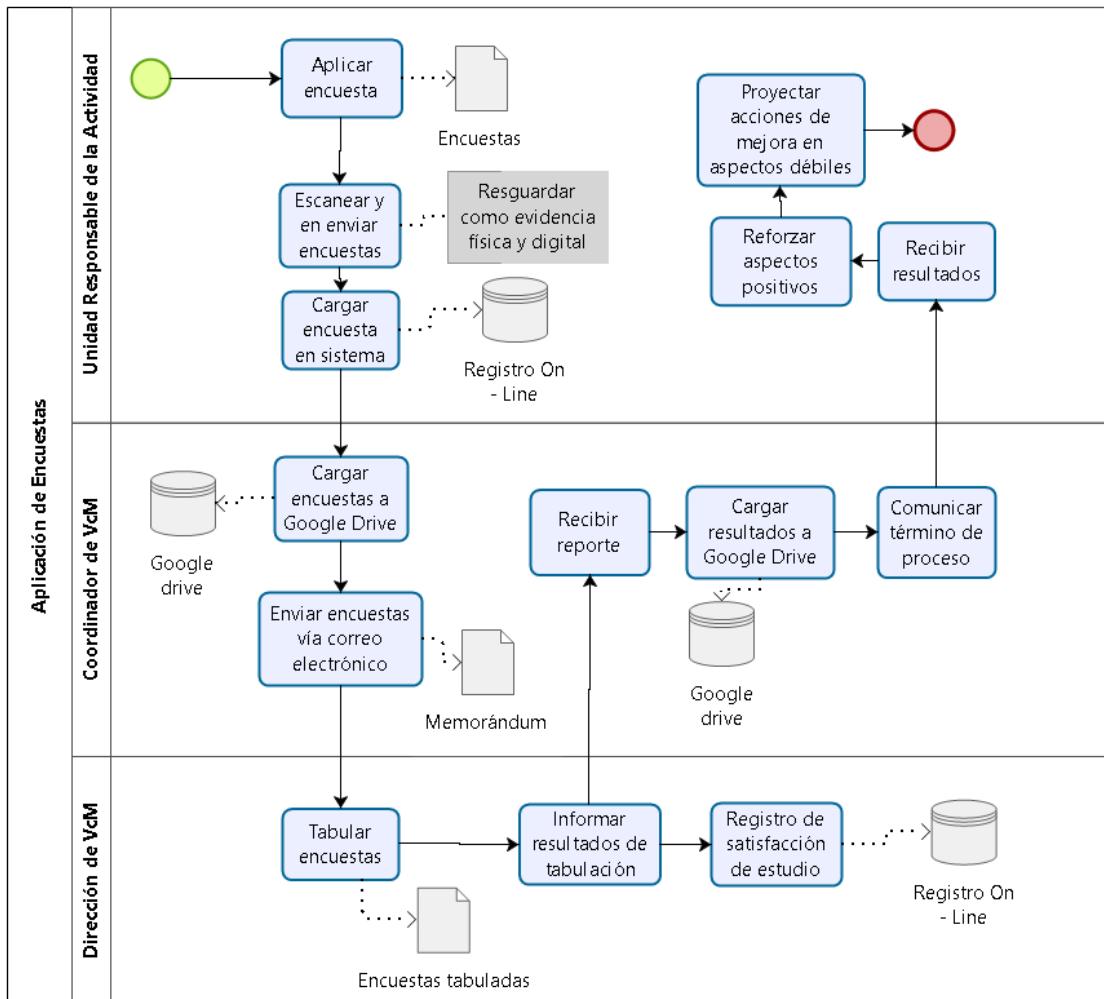 Aplicación de Encuestas
Unidad Responsable de la Actividad
Aplicar
encuesta
Encuestas
Escanear y
en enviar
encuestas
Resguardar
como evidencia
física y digital
Cargar
encuesta
en sistema
Registro On
- Line
Proyectar
acciones de
mejora en
aspectos débiles
Reforzar
aspectos
positivos
Recibir
resultados
Coordinador de VcM
Cargar
encuestas a
Google Drive
Google
drive
Enviar encuestas
vía correo
electrónico
Memorándum
Recibir
reporte
Cargar
resultados a
Google Drive
Google
drive
Comunicar
término de
proceso
Dirección de VcM
Tabular
encuestas
Encuestas tabuladas
Informar
resultados de
tabulación
Registro de
satisfacción
de estudio
Registro On
- Line